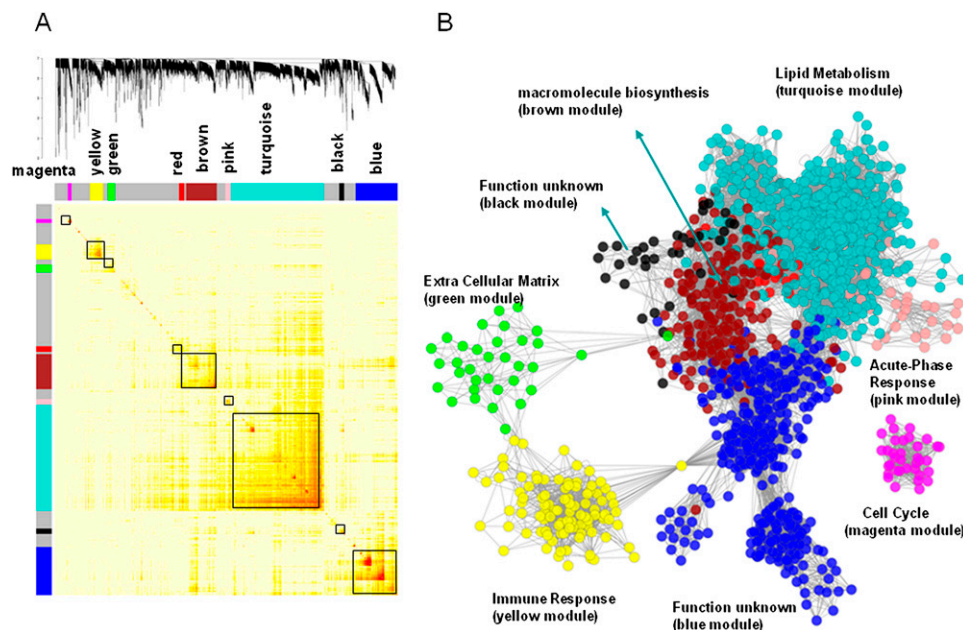 A
B
magenta
yellow
green
red
brown
pink
turquoise
black
blue
Lipid Metabolism
(turquoise module)
macromolecule biosynthesis
(brown module)
Function unknown
(black module)
Extra Cellular Matrix
(green module)
Acute-Phase
Response
(pink module)
Cell Cycle
(magenta module)
Immune Response
(yellow module)
Function unknown
(blue module)